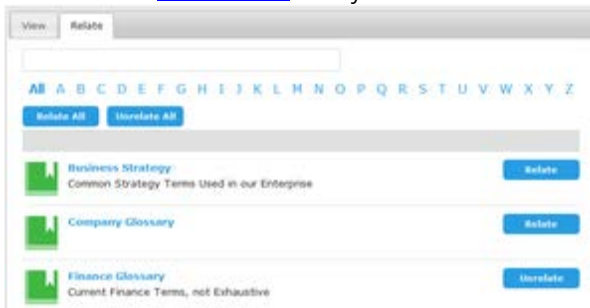 View Relate
All A B C D E F G H I J K L M N O P Q R S T U V W X Y Z
Relate All Unrelate All
Business Strategy Relate
Common Strategy Terms Used in our Enterprise
Company Glossary Relate
Finance Glossary Unrelate
Current Finance Terms, not Exhaustive